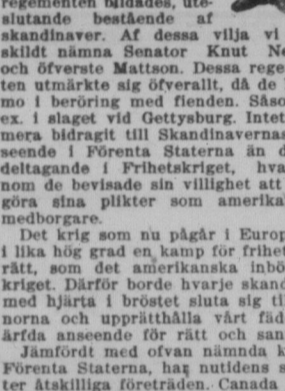 regementen bildades, ute-
slutande bestående af
skandinaver. Af dessa vilja vi
skildt nämna Senator Knut Ne
och öfverste Mattson. Dessa rege
ten utmärkte sig öfverallt, då de
mo i beröring med fienden. Såso
ex. i slaget vid Gettysburg. Intet
mera bidragit till Skandinavernas
seende i Förenta Staterna än d
deltagande i Frihetskriget, hva
nom de bevisade sin villighet att
göra sina plikter som amerika
medborgare.
Det krig som nu pågår i Europ
i lika hög grad en kamp för frihet
rätt, som det amerikanska inbö
kriget. Därför borde hvarje skand
med hjärta i bröstet sluta sig ti
norna och upprätthålla vårt fäd
ärfda anseende för rätt och san
Jämfördt med ofvan nämnda k
Förenta Staterna, har nutidens s
ter åtskilliga företräden. Canada